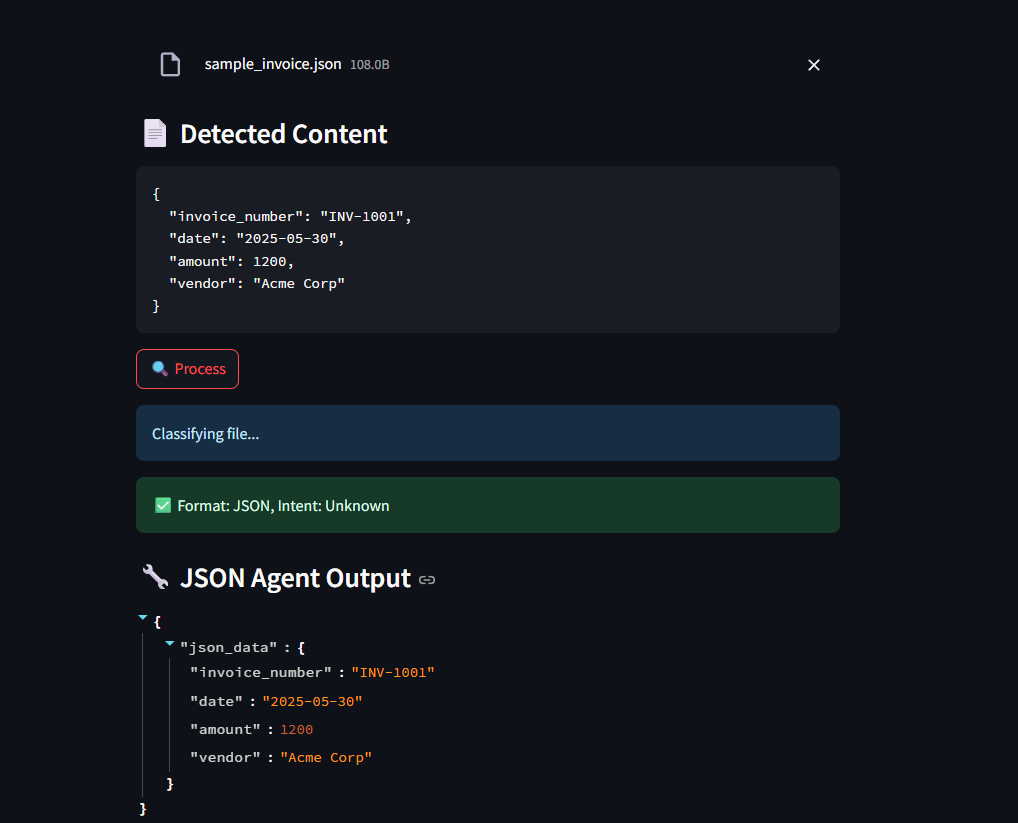 sample_invoice.json 108.0B
Detected Content
{
  "invoice_number": "INV-1001",
  "date": "2025-05-30",
  "amount": 1200,
  "vendor": "Acme Corp"
}
Process
Classifying file...
Format: JSON, Intent: Unknown
JSON Agent Output
{
"json_data" : {
"invoice_number" : "INV-1001"
"date" : "2025-05-30"
"amount" : 1200
"vendor" : "Acme Corp"
}
}